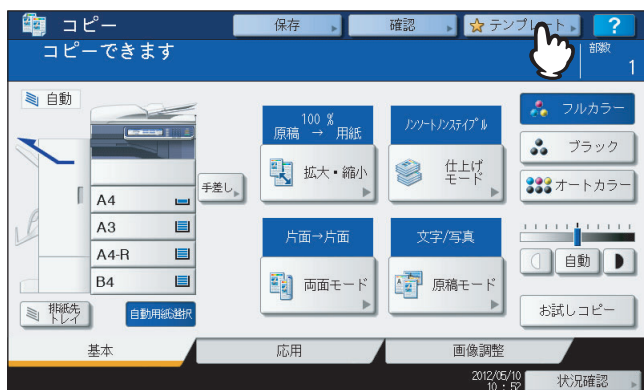 コピー
保存
確認
テンプレート
?
コピーできます
部数
1
自動
100 %
原稿 → 用紙
ノンソートノンステイプル
フルカラー
拡大・縮小
仕上げ
モード
ブラック
手差し
オートカラー
A4
A3
A4-R
B4
片面→片面
文字/写真
自動
両面モード
原稿モード
排紙先
トレイ
自動用紙選択
お試しコピー
基本
応用
画像調整
2012/05/10
10:52
状況確認